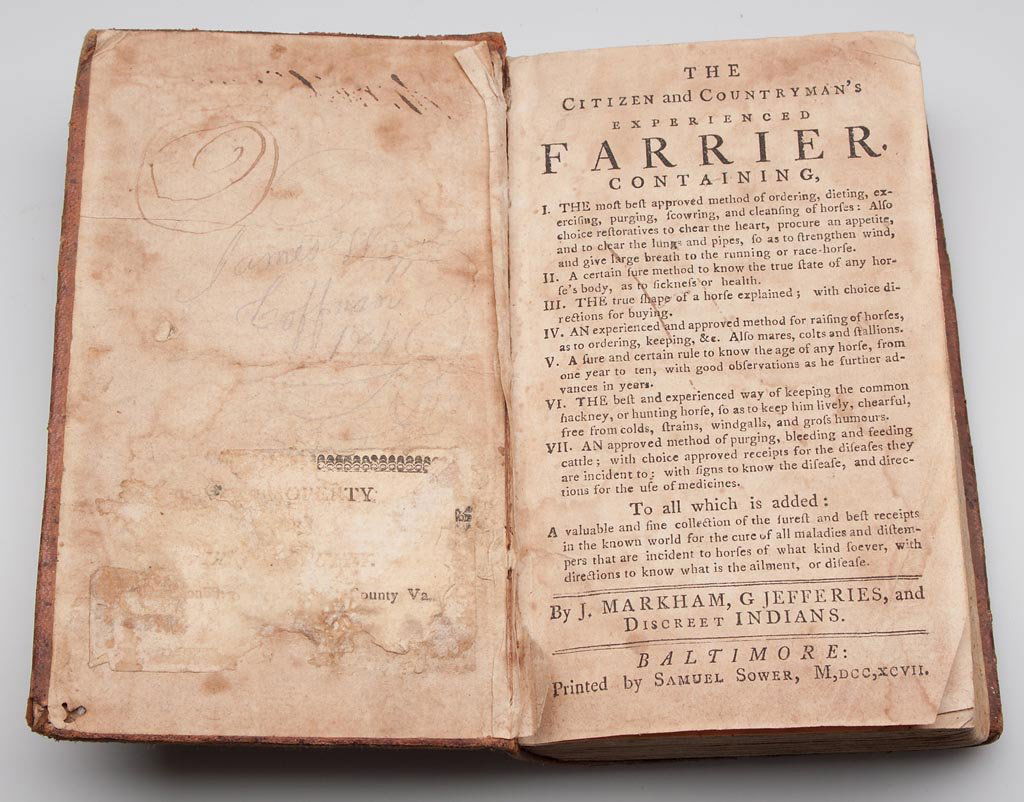 James
Coffman
OPERTY
ounty Va.
THE
CITIZEN and COUNTRYMAN'S
EXPERIENCED
FARRIER.
CONTAINING,
I. THE moſt beſt approved method of ordering, dieting, ex-
erciſing, purging, ſcowring, and cleanſing of horſes: Alſo
choice reſtoratives to chear the heart, procure an appetite,
and to clear the lungs and pipes, ſo as to ſtrengthen wind,
and give large breath to the running or race-horſe.
II. A certain ſure method to know the true ſtate of any hor-
ſe's body, as to ſickneſs or health.
III. THE true ſhape of a horſe explained; with choice di-
rections for buying.
IV. AN experienced and approved method for raiſing of horſes,
as to ordering, keeping, &c. Alſo mares, colts and ſtallions.
V. A ſure and certain rule to know the age of any horſe, from
one year to ten, with good obſervations as he further ad-
vances in years.
VI. THE beſt and experienced way of keeping the common
hackney, or hunting horſe, ſo as to keep him lively, chearful,
free from colds, ſtrains, windgalls, and groſs humours.
VII. AN approved method of purging, bleeding and feeding
cattle; with choice approved receipts for the diſeaſes they
are incident to; with ſigns to know the diſeaſe, and direc-
tions for the uſe of medicines.
To all which is added:
A valuable and fine collection of the ſureſt and beſt receipts
in the known world for the cure of all maladies and diſtem-
pers that are incident to horſes of what kind ſoever, with
directions to know what is the ailment, or diſeaſe.
By J. MARKHAM, G JEFFERIES, and
DISCREET INDIANS.
BALTIMORE:
Printed by SAMUEL SOWER, M,DCC,XCVII.